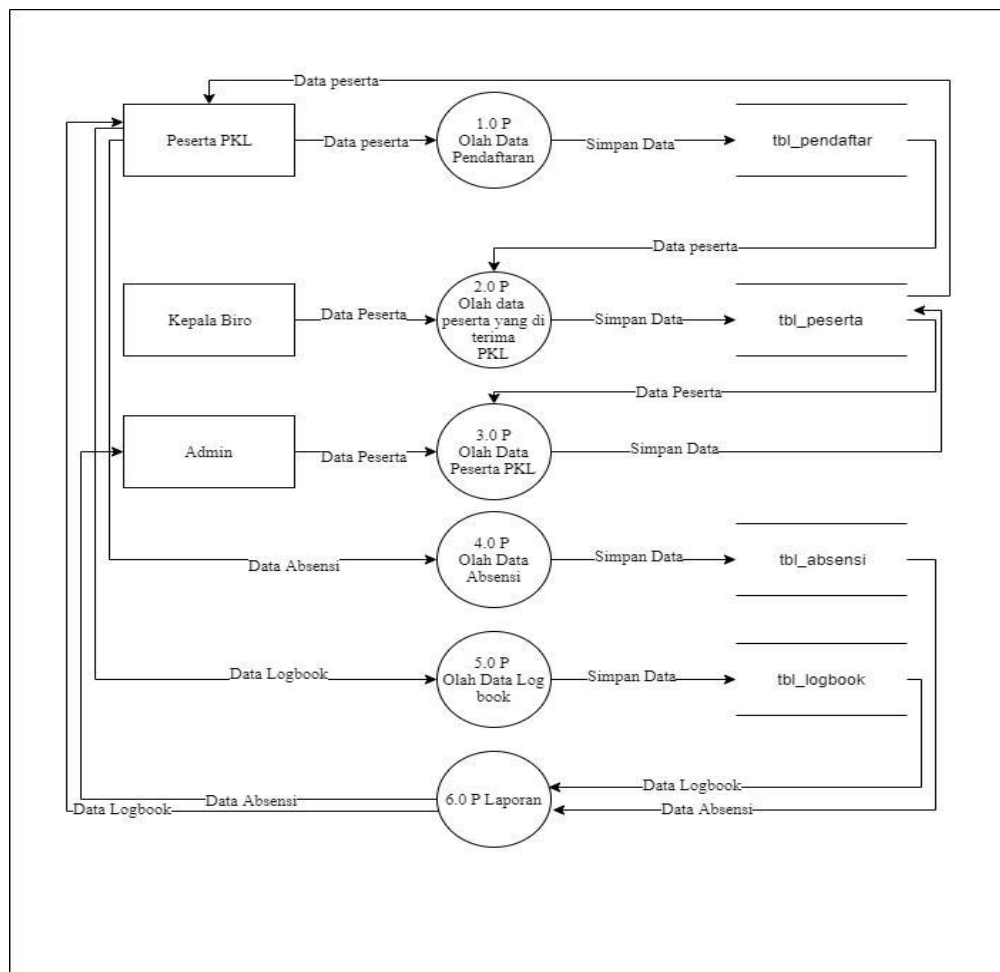 Data peserta
Peserta PKL
Data peserta
1.0 P
Olah Data
Pendaftaran
Simpan Data
tbl_pendaftar
Data peserta
Kepala Biro
Data Peserta
2.0 P
Olah data
peserta yang di
terima
PKL
Simpan Data
tbl_peserta
Data Peserta
Admin
Data Peserta
3.0 P
Olah Data
Peserta PKL
Simpan Data
Data Absensi
4.0 P
Olah Data
Absensi
Simpan Data
tbl_absensi
Data Logbook
5.0 P
Olah Data Log
book
Simpan Data
tbl_logbook
Data Logbook
Data Absensi
6.0 P Laporan
Data Absensi
Data Logbook